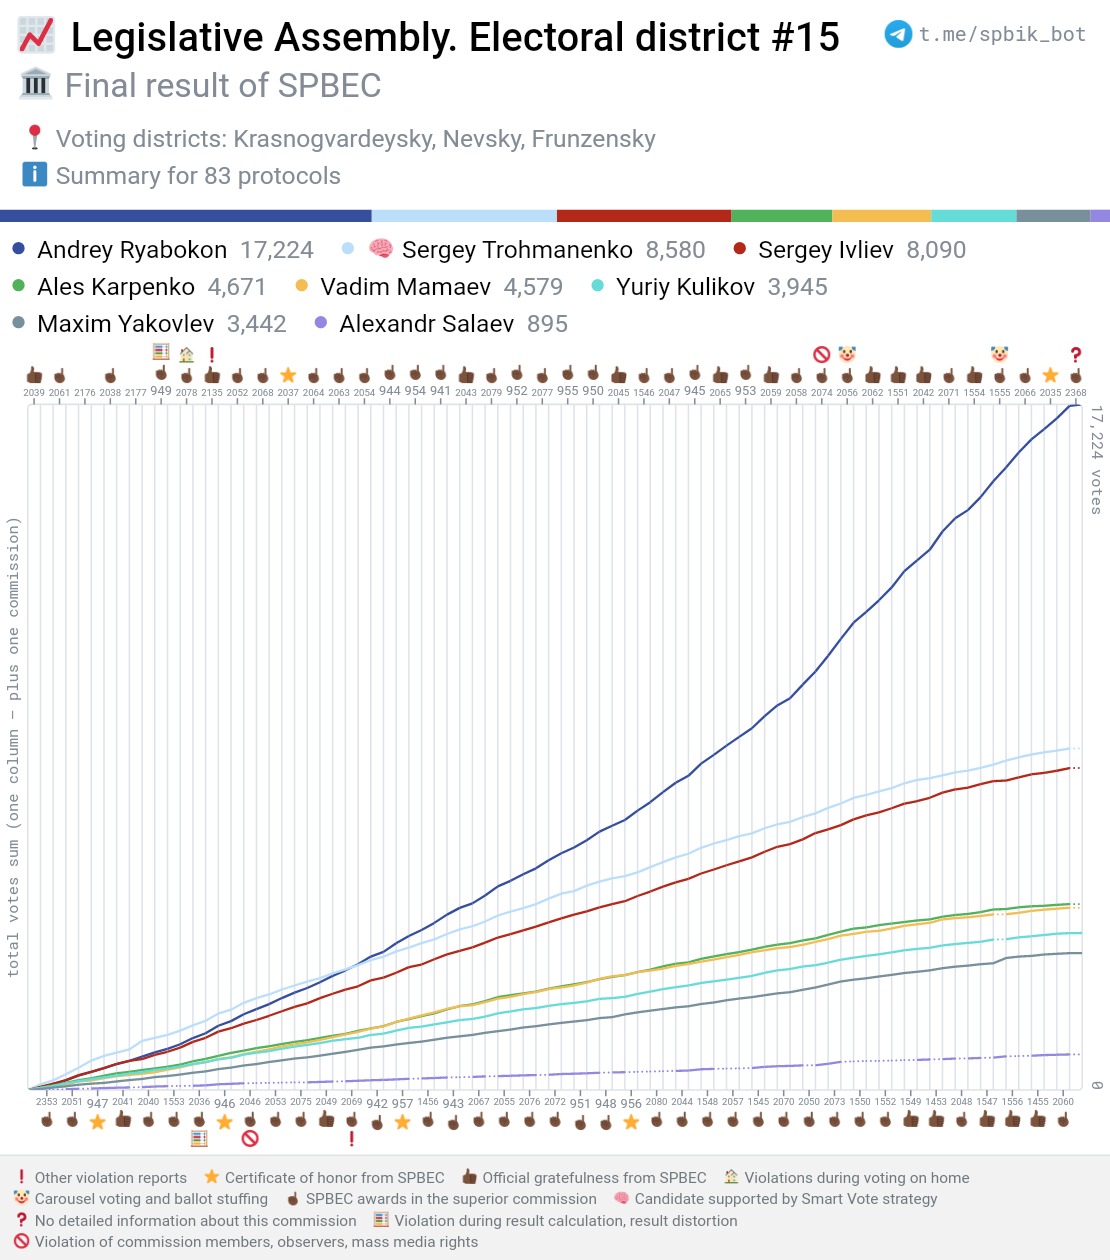 Legislative Assembly. Electoral district #15
t.me/spbik_bot
Final result of SPBEC
Voting districts: Krasnogvardeysky, Nevsky, Frunzensky
Summary for 83 protocols
Andrey Ryabokon 17,224 Sergey Trohmanenko 8,580 Sergey Ivliev 8,090
Ales Karpenko 4,671 Vadim Mamaev 4,579 Yuriy Kulikov 3,945
Maxim Yakovlev 3,442 Alexandr Salaev 895
2039 2061 2176 2038 2177 949 2078 2135 2052 2068 2037 2064 2063 2054 944 954 941 2043 2079 952 2077 955 950 2045 1546 2047 945 2065 953 2059 2058 2074 2056 2062 1551 2042 2071 1554 1555 2066 2035 2368
17,224 votes
total votes sum (one column – plus one commission)
0
2353 2051 947 2041 2040 1553 2036 946 2046 2053 2075 2049 2069 942 957 1456 943 2067 2055 2076 2072 951 948 956 2080 2044 1548 2057 1545 2070 2050 2073 1550 1552 1549 1453 2048 1547 1556 1455 2060
Other violation reports Certificate of honor from SPBEC Official gratefulness from SPBEC Violations during voting on home
Carousel voting and ballot stuffing SPBEC awards in the superior commission Candidate supported by Smart Vote strategy
No detailed information about this commission Violation during result calculation, result distortion
Violation of commission members, observers, mass media rights